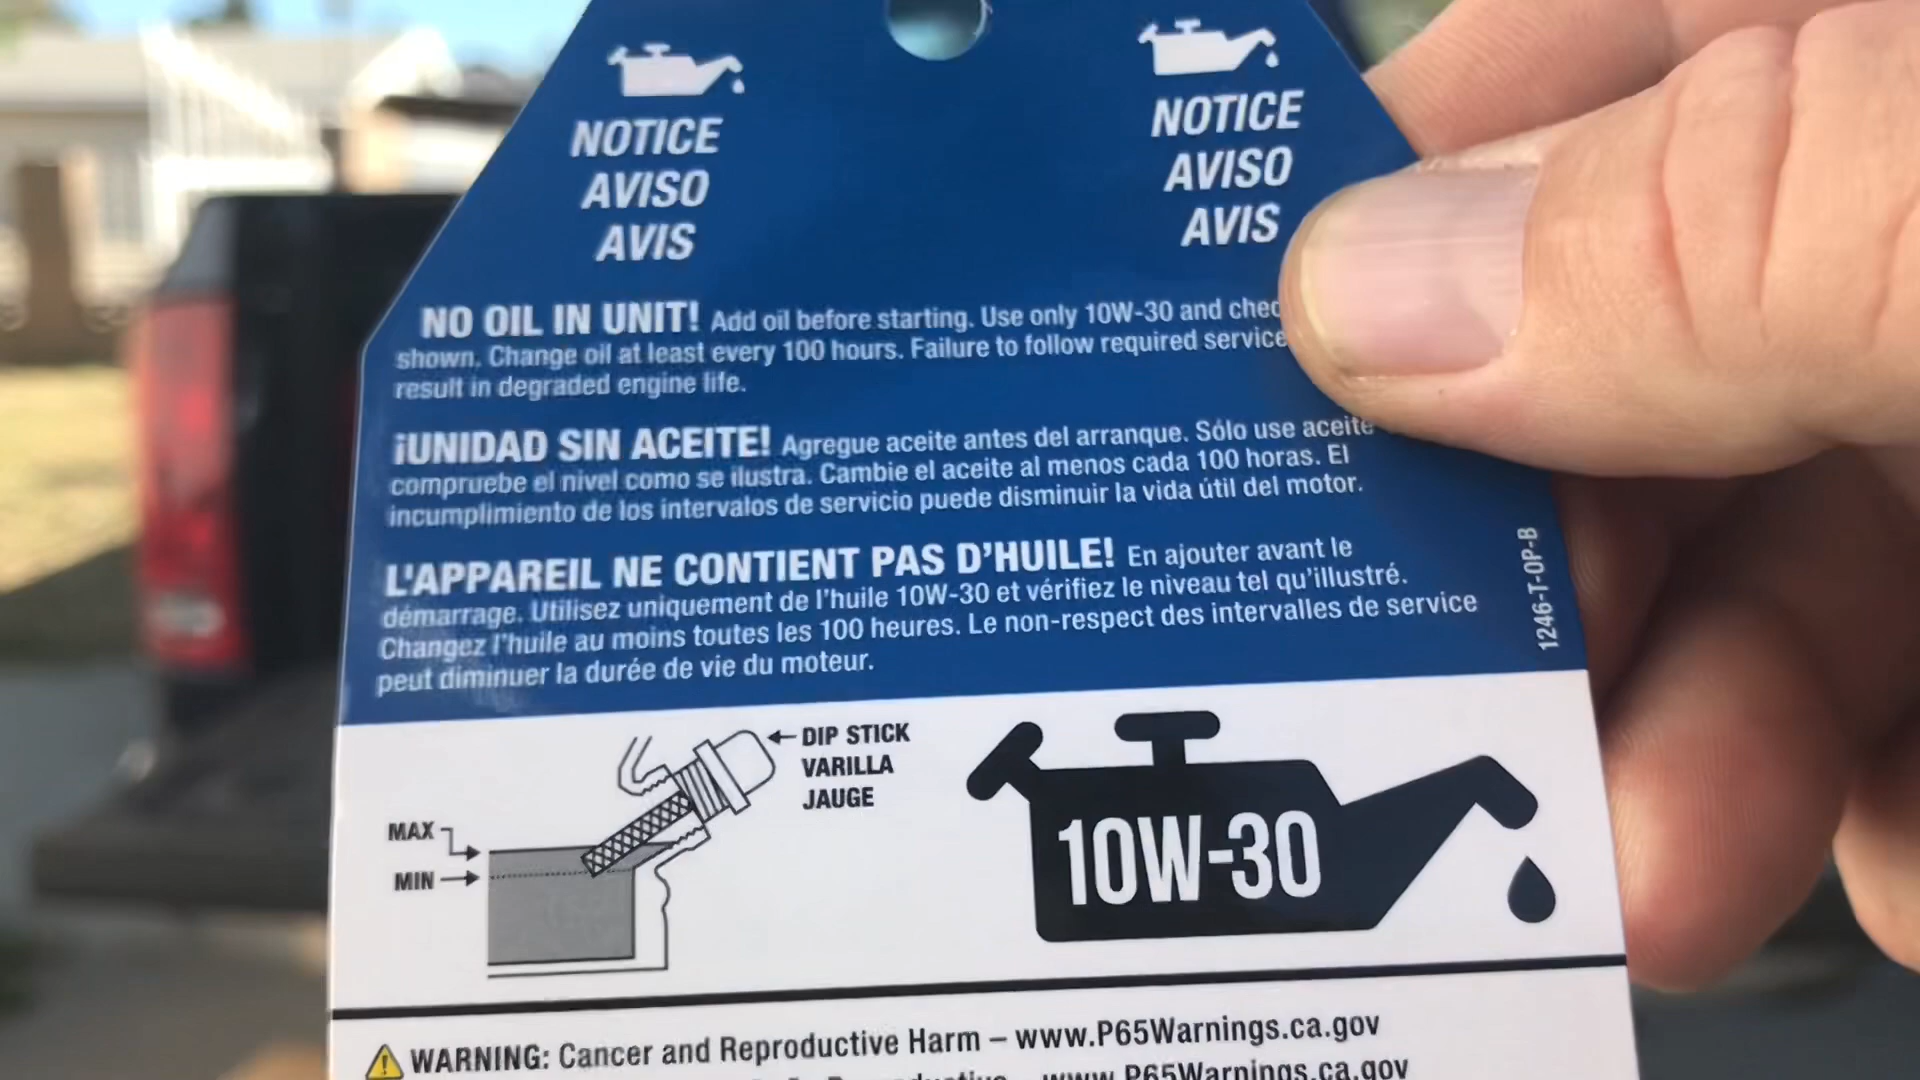 NOTICE
AVISO
AVIS
NOTICE
AVISO
AVIS
NO OIL IN UNIT! Add oil before starting. Use only 10W-30 and
shown. Change oil at least every 100 hours. Failure to follow required service
result in degraded engine life.
¡UNIDAD SIN ACEITE! Agregue aceite antes del arranque. Sólo use aceite
compruebe el nivel como se ilustra. Cambie el aceite al menos cada 100 horas. El
incumplimiento de los intervalos de servicio puede disminuir la vida útil del motor.
L'APPAREIL NE CONTIENT PAS D'HUILE! En ajouter avant le
démarrage. Utilisez uniquement de l'huile 10W-30 et vérifiez le niveau tel qu'illustré.
Changez l'huile au moins toutes les 100 heures. Le non-respect des intervalles de service
peut diminuer la durée de vie du moteur.
1246-T-OP-B
DIP STICK
VARILLA
JAUGE
MAX
MIN
10W-30
WARNING: Cancer and Reproductive Harm – www.P65Warnings.ca.gov
www.P65Warnings.ca.gov